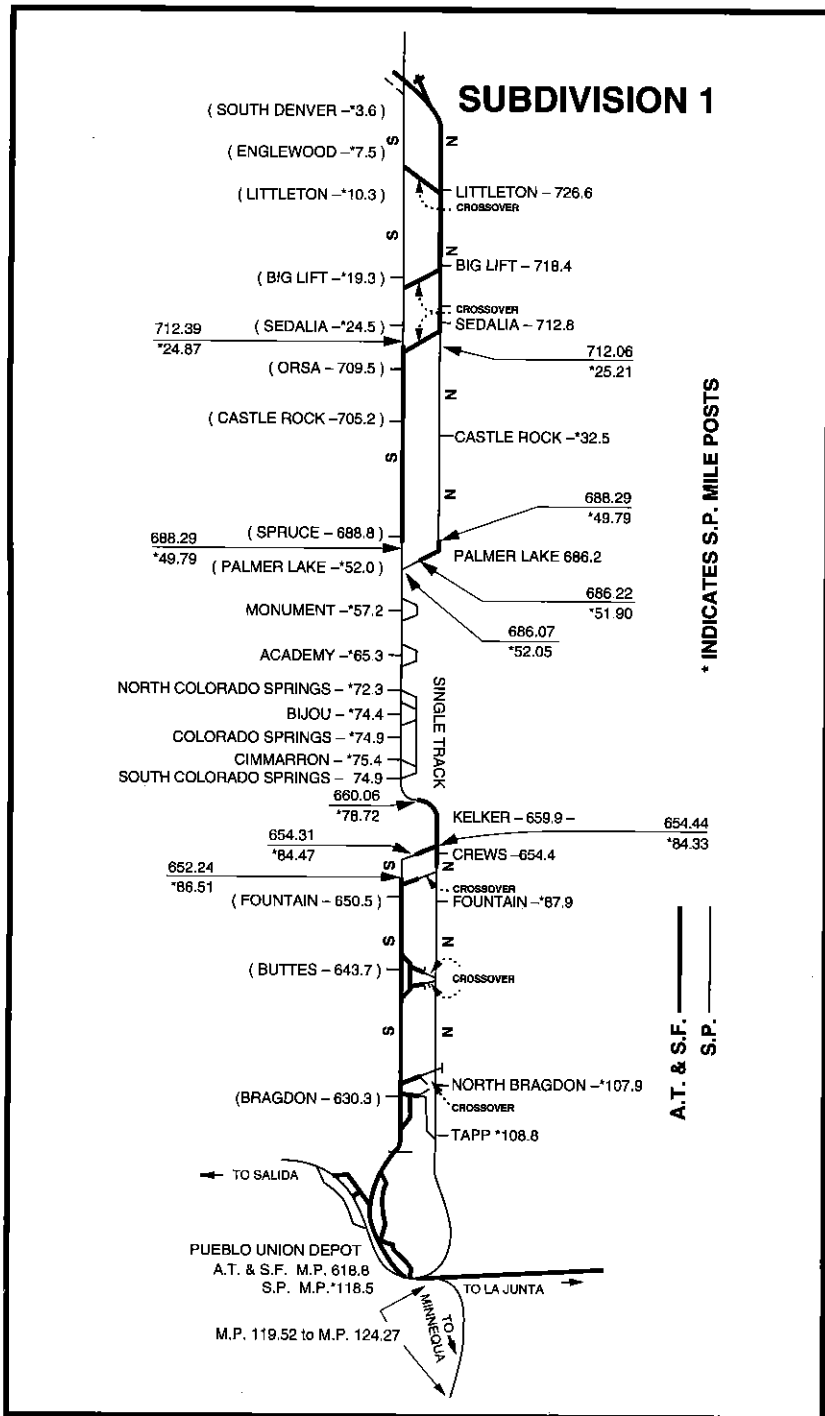 SUBDIVISION 1
( SOUTH DENVER –*3.6 )
S
N
( ENGLEWOOD –*7.5 )
( LITTLETON –*10.3 )
LITTLETON – 726.6
CROSSOVER
S
N
BIG LIFT – 718.4
( BIG LIFT –*19.3 )
CROSSOVER
( SEDALIA –*24.5 )
SEDALIA – 712.8
712.39
*24.87
712.06
*25.21
( ORSA – 709.5 )
N
( CASTLE ROCK –705.2 )
CASTLE ROCK –*32.5
S
N
688.29
*49.79
( SPRUCE – 688.8 )
688.29
*49.79
PALMER LAKE 686.2
( PALMER LAKE –*52.0 )
686.22
*51.90
MONUMENT –*57.2
686.07
*52.05
* INDICATES S.P. MILE POSTS
ACADEMY –*65.3
NORTH COLORADO SPRINGS – *72.3
SINGLE TRACK
BIJOU – *74.4
COLORADO SPRINGS – *74.9
CIMMARRON – *75.4
SOUTH COLORADO SPRINGS – 74.9
660.06
*78.72
KELKER – 659.9 –
654.31
*84.47
654.44
*84.33
CREWS – 654.4
652.24
*86.51
S
N
CROSSOVER
( FOUNTAIN – 650.5 )
FOUNTAIN –*87.9
S
N
( BUTTES – 643.7 )
CROSSOVER
S
N
A.T. & S.F.
S.P.
NORTH BRAGDON –*107.9
(BRAGDON – 630.3 )
CROSSOVER
TAPP *108.8
TO SALIDA
PUEBLO UNION DEPOT
A.T. & S.F. M.P. 618.8
S.P. M.P.*118.5
TO LA JUNTA
TO
MINNEQUA
M.P. 119.52 to M.P. 124.27